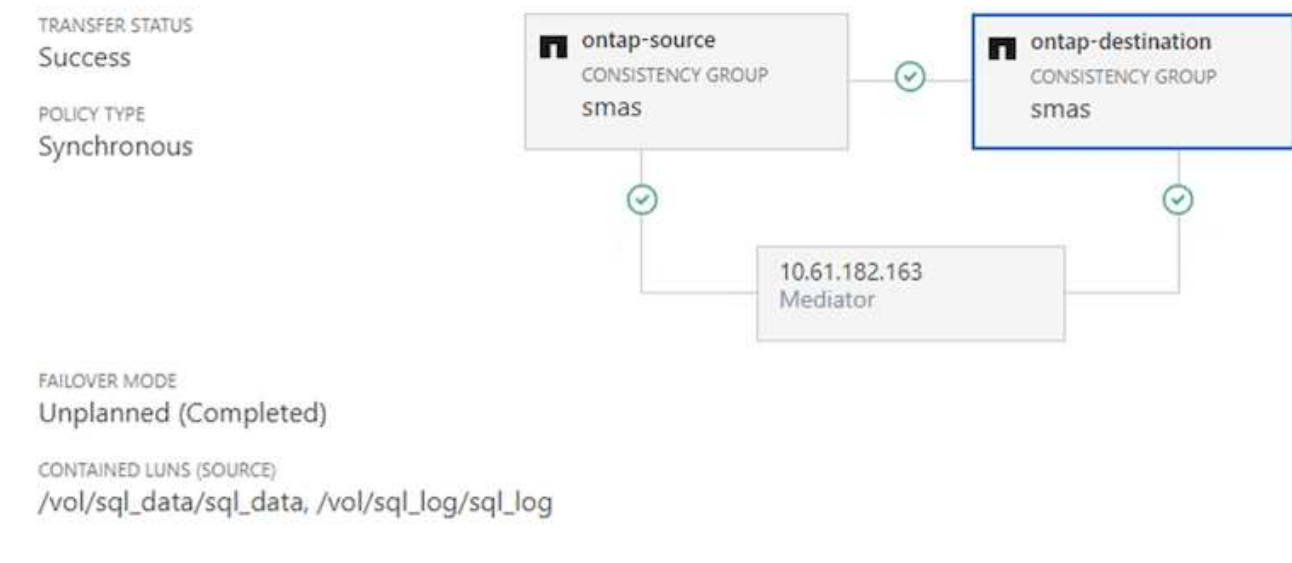 TRANSFER STATUS
Success
POLICY TYPE
Synchronous
ontap-source
CONSISTENCY GROUP
smas
ontap-destination
CONSISTENCY GROUP
smas
10.61.182.163
Mediator
FAILOVER MODE
Unplanned (Completed)
CONTAINED LUNS (SOURCE)
/vol/sql_data/sql_data, /vol/sql_log/sql_log